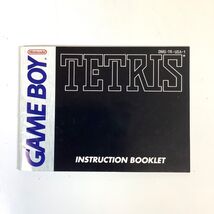 Nintendo
GAME BOY
DMG-TR-USA-1
TETRIS
INSTRUCTION BOOKLET